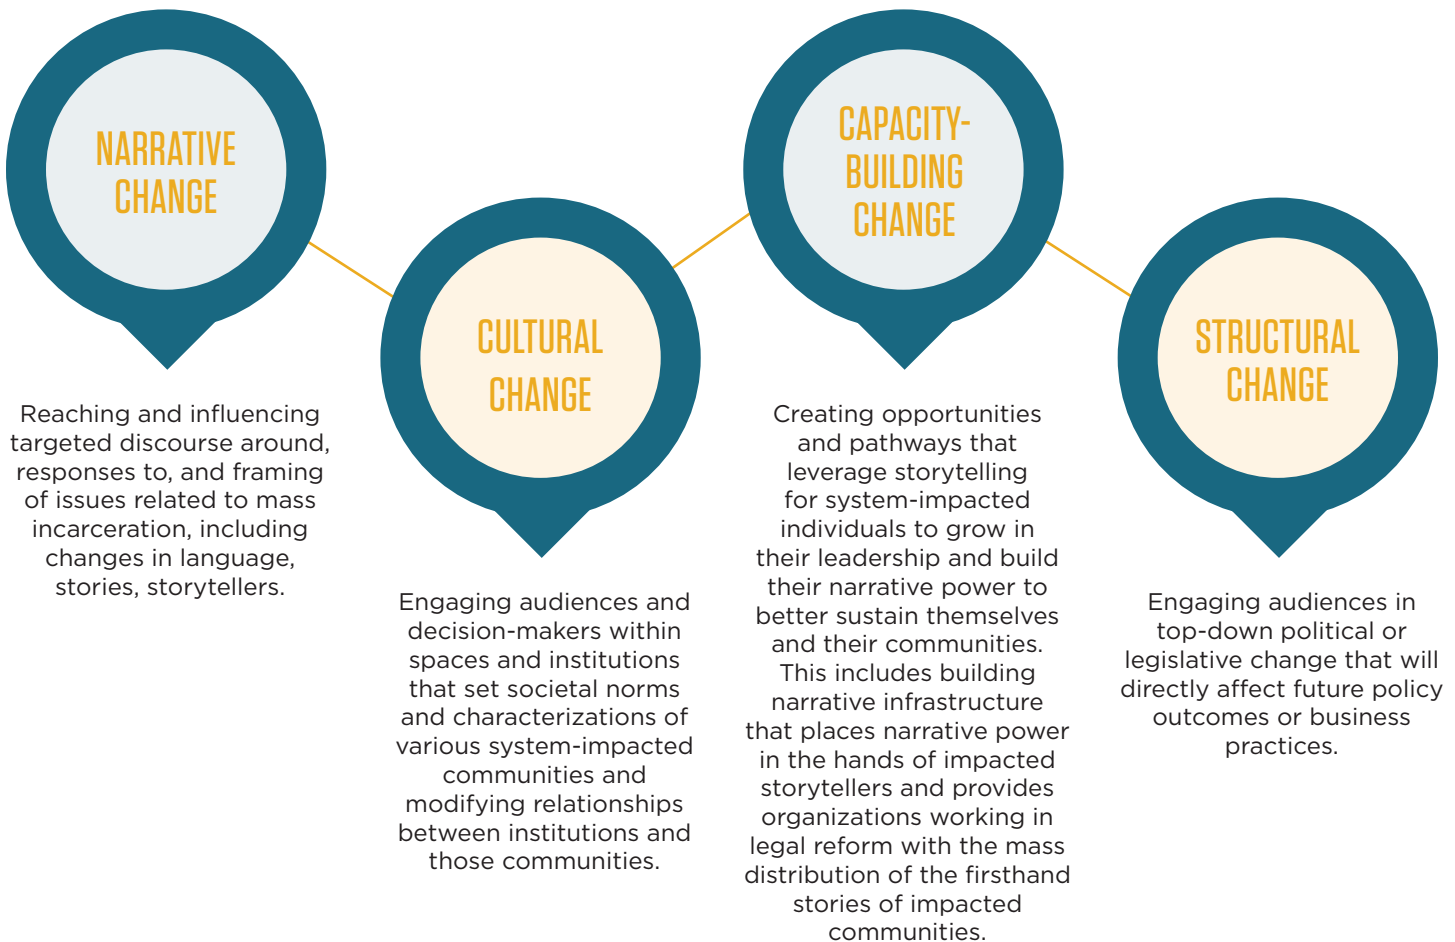 NARRATIVE
CHANGE
Reaching and influencing
targeted discourse around,
responses to, and framing
of issues related to mass
incarceration, including
changes in language,
stories, storytellers.
CULTURAL
CHANGE
Engaging audiences and
decision-makers within
spaces and institutions
that set societal norms
and characterizations of
various system-impacted
communities and
modifying relationships
between institutions and
those communities.
CAPACITY-
BUILDING
CHANGE
Creating opportunities
and pathways that
leverage storytelling
for system-impacted
individuals to grow in
their leadership and build
their narrative power to
better sustain themselves
and their communities.
This includes building
narrative infrastructure
that places narrative power
in the hands of impacted
storytellers and provides
organizations working in
legal reform with the mass
distribution of the firsthand
stories of impacted
communities.
STRUCTURAL
CHANGE
Engaging audiences in
top-down political or
legislative change that will
directly affect future policy
outcomes or business
practices.